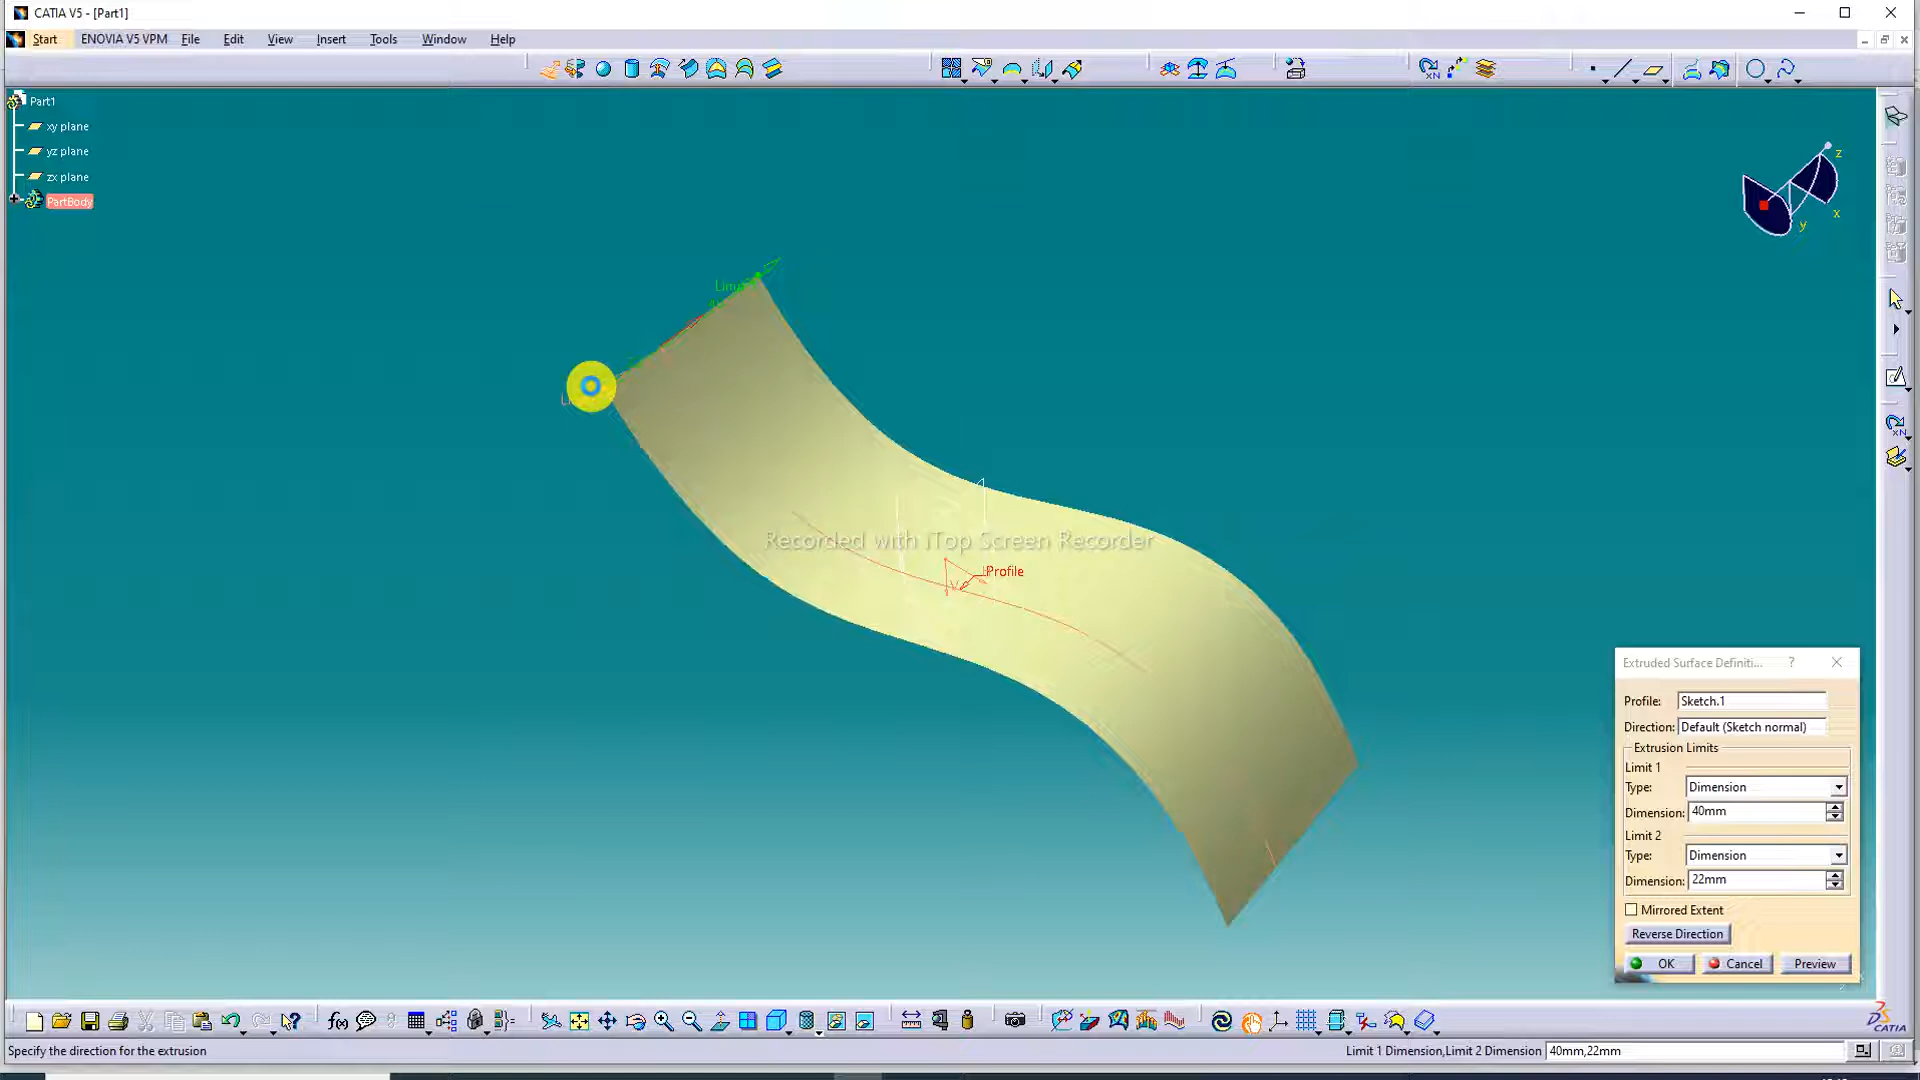 CATIA V5 - [Part1]
Start ENOVIA V5 VPM File Edit View Insert Tools Window Help
Part1
xy plane
yz plane
zx plane
PartBody
z
x
y
Recorded with iTop Screen Recorder
Profile
V
Extruded Surface Definiti... ?
Profile: Sketch.1
Direction: Default (Sketch normal)
Extrusion Limits
Limit 1
Type: Dimension
Dimension: 40mm
Limit 2
Type: Dimension
Dimension: 22mm
Mirrored Extent
Reverse Direction
OK Cancel Preview
CATIA
Specify the direction for the extrusion
Limit 1 Dimension,Limit 2 Dimension 40mm,22mm